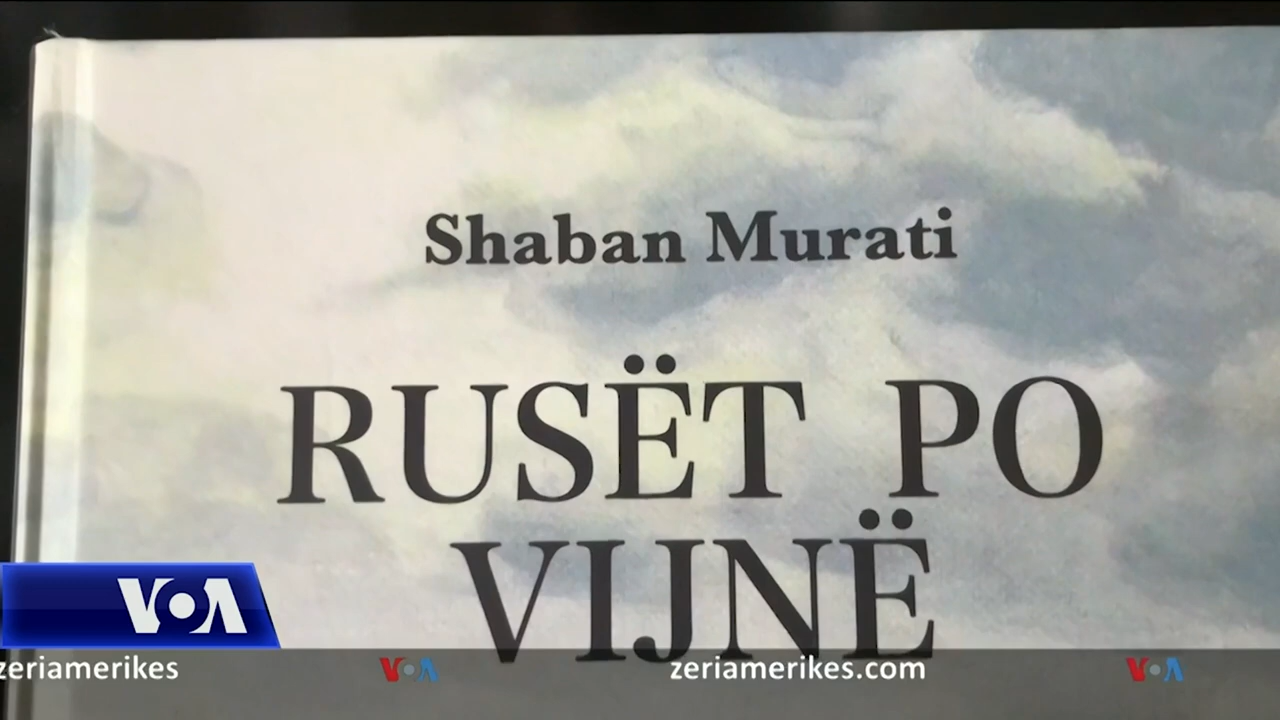 Shaban Murati
RUSËT PO
VIJNË
VOA
zeriamerikes VOA zeriamerikes.com VOA